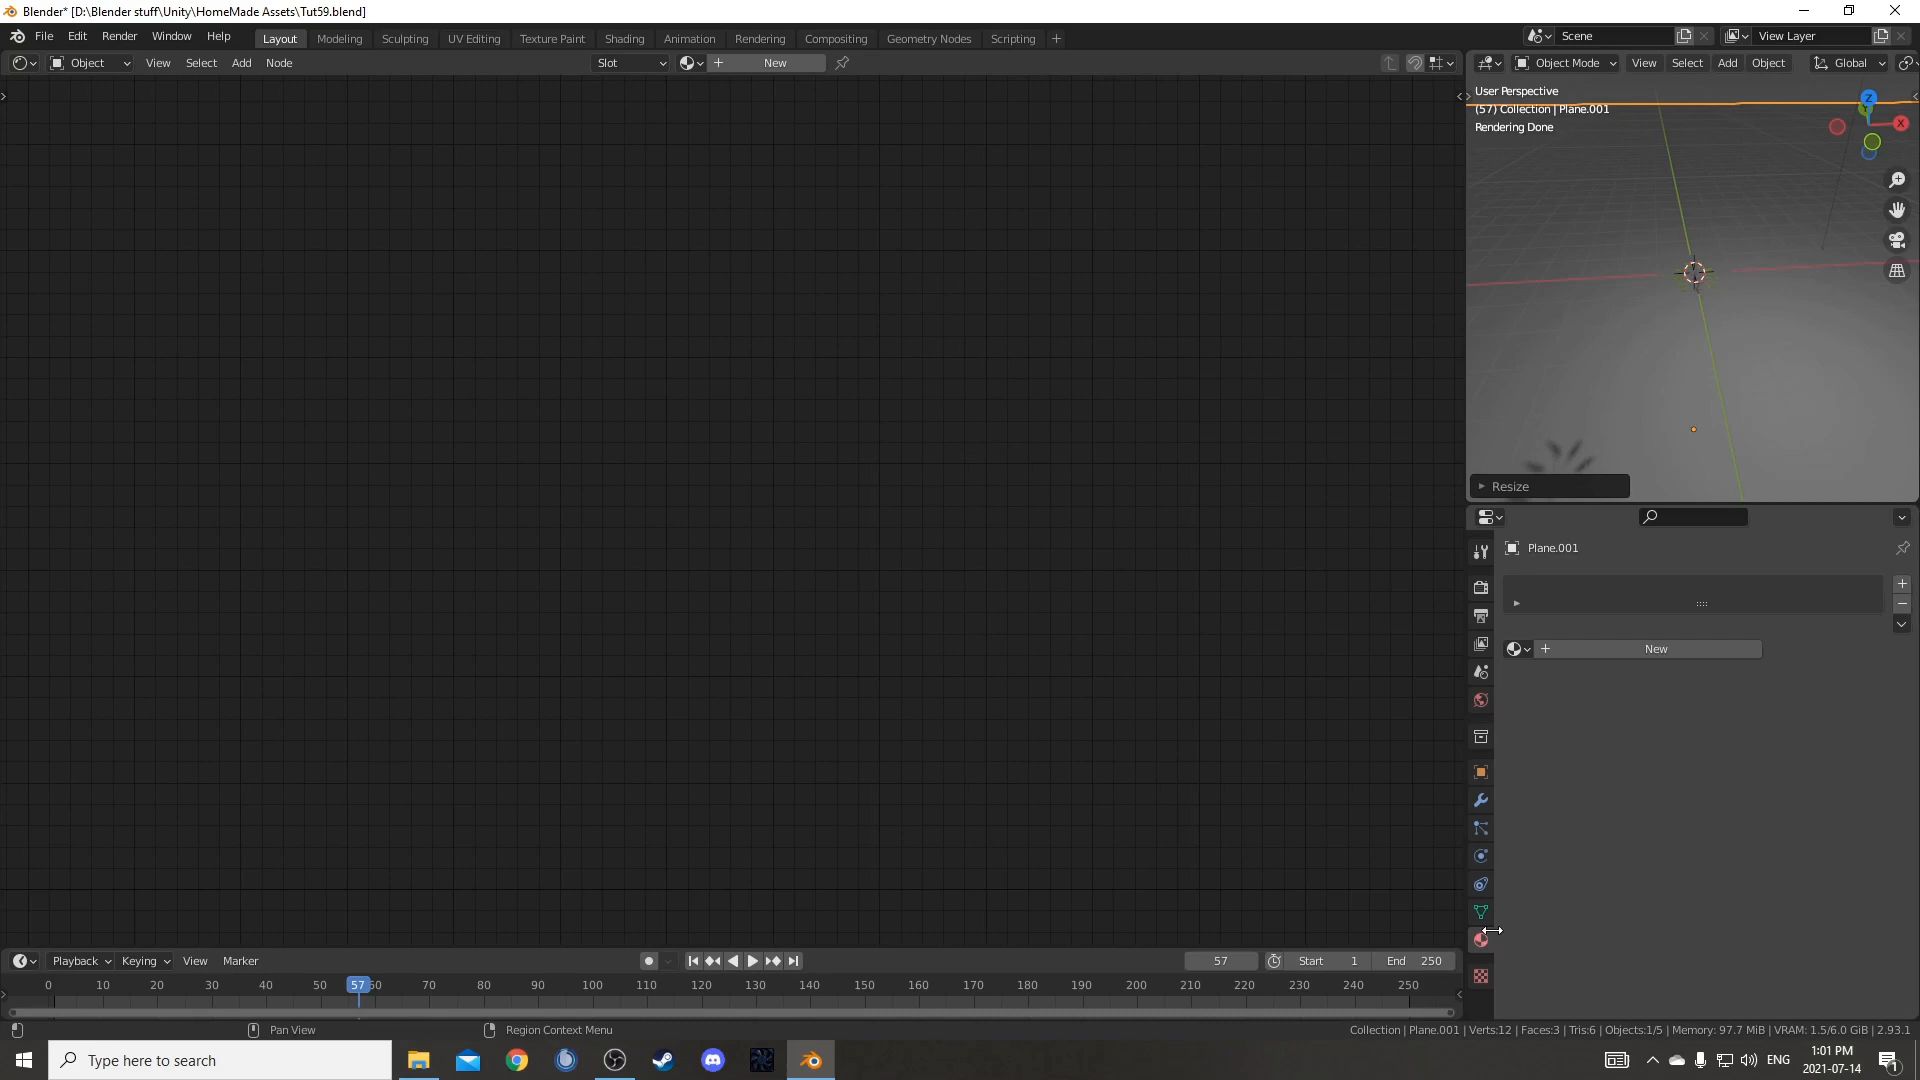 Blender* [D:\Blender stuff\Unity\HomeMade Assets\Tut59.blend]
File Edit Render Window Help Layout Modeling Sculpting UV Editing Texture Paint Shading Animation Rendering Compositing Geometry Nodes Scripting + Scene View Layer
Object View Select Add Node Slot + New
Object Mode View Select Add Object Global
User Perspective
(57) Collection | Plane.001
Rendering Done
Z
X
Resize
Plane.001
+ New
Playback Keying View Marker 57 Start 1 End 250
0 10 20 30 40 50 57 60 70 80 90 100 110 120 130 140 150 160 170 180 190 200 210 220 230 240 250
Pan View Region Context Menu Collection | Plane.001 | Verts:12 | Faces:3 | Tris:6 | Objects:1/5 | Memory: 97.7 MiB | VRAM: 1.5/6.0 GiB | 2.93.1
Type here to search
ENG
1:01 PM
2021-07-14
1